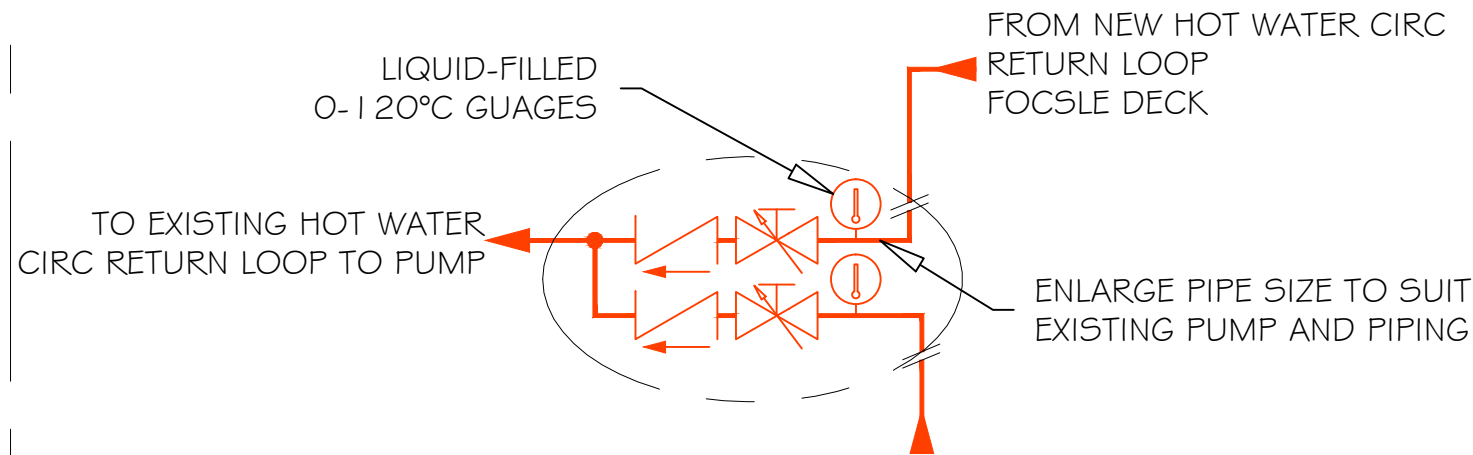 FROM NEW HOT WATER CIRC
RETURN LOOP
FOCSLE DECK
LIQUID-FILLED
0-120°C GUAGES
TO EXISTING HOT WATER
CIRC RETURN LOOP TO PUMP
ENLARGE PIPE SIZE TO SUIT
EXISTING PUMP AND PIPING